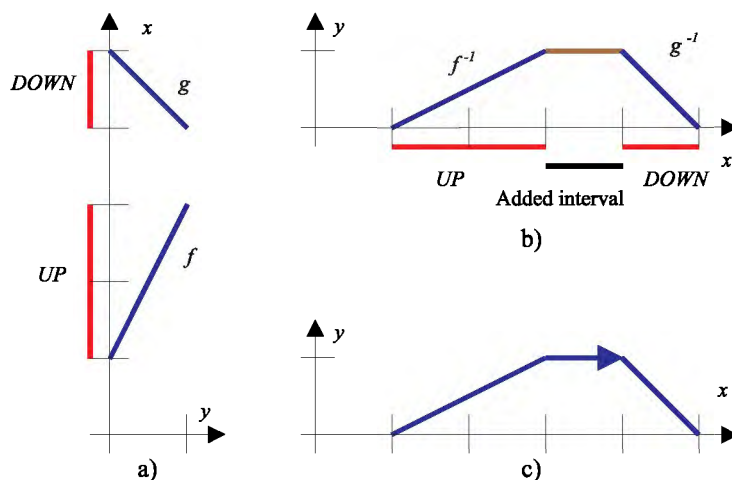 x
DOWN
g
UP
f
y
a)
y
f⁻¹
g⁻¹
x
UP
DOWN
Added interval
b)
y
x
c)